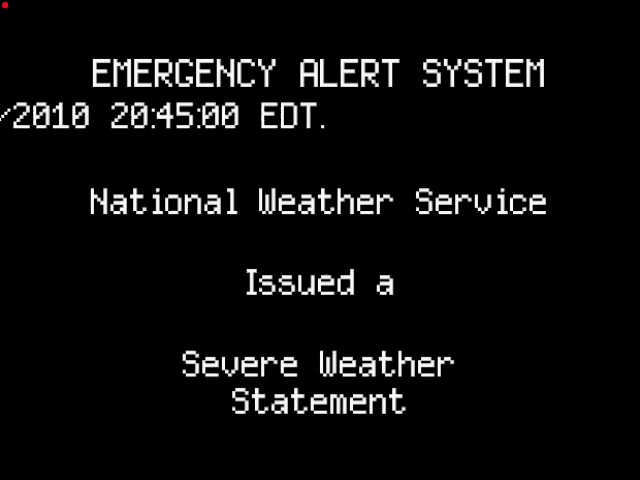 EMERGENCY ALERT SYSTEM
/2010 20:45:00 EDT.
National Weather Service
Issued a
Severe Weather
Statement